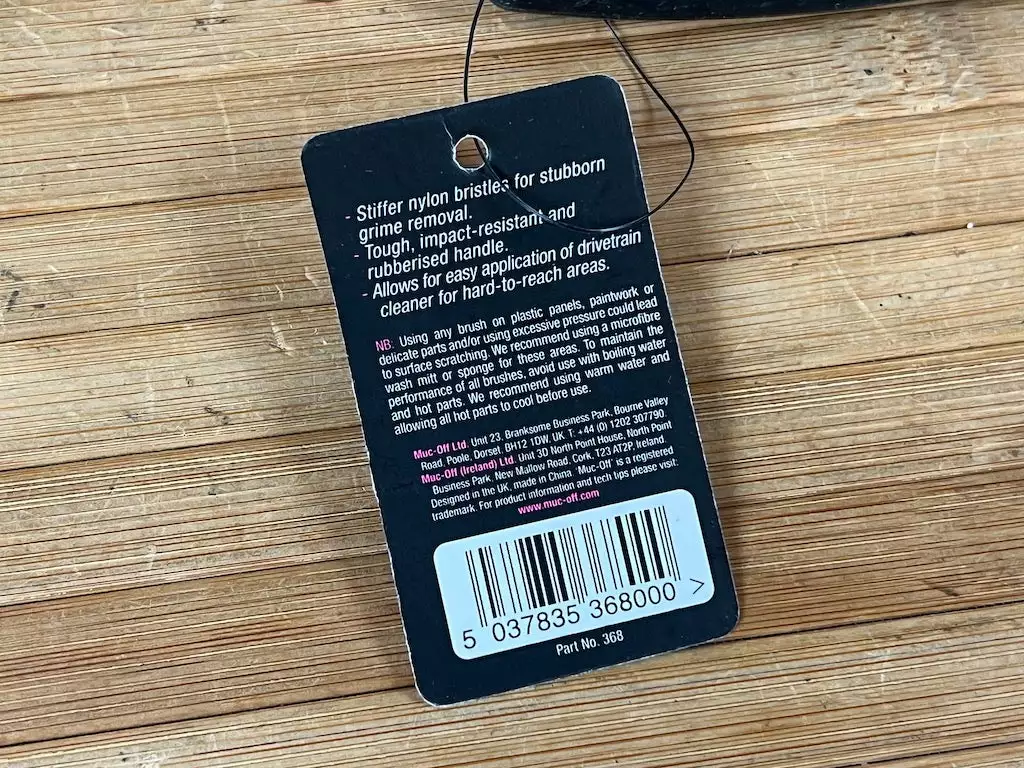 - Stiffer nylon bristles for stubborn
grime removal.
- Tough, impact-resistant and
rubberised handle.
- Allows for easy application of drivetrain
cleaner for hard-to-reach areas.
NB: Using any brush on plastic panels, paintwork or
delicate parts and/or using excessive pressure could lead
to surface scratching. We recommend using a microfibre
wash mitt or sponge for these areas. To maintain the
performance of all brushes, avoid use with boiling water
and hot parts. We recommend using warm water and
allowing all hot parts to cool before use.
Muc-Off Ltd. Unit 23, Branksome Business Park, Bourne Valley
Road, Poole, Dorset, BH12 1DW, UK T: +44 (0) 1202 307790.
Muc-Off (Ireland) Ltd. Unit 3D North Point House, North Point
Business Park, New Mallow Road, Cork, T23 AT2P, Ireland.
Designed in the UK, made in China 'Muc-Off' is a registered
trademark. For product information and tech tips please visit:
www.muc-off.com
5 037835 368000 >
Part No. 368